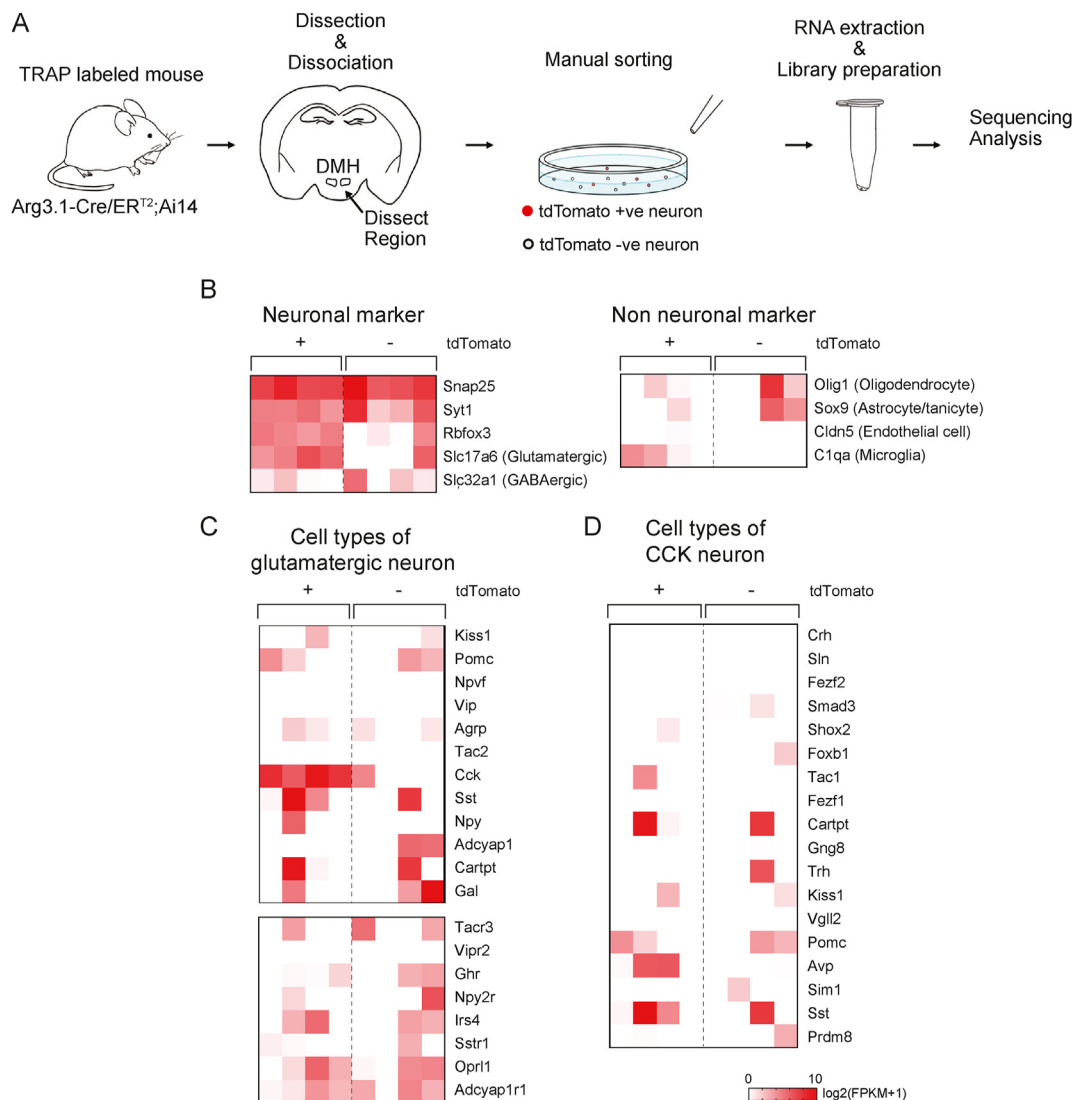 A
TRAP labeled mouse
Arg3.1-Cre/ERT2;Ai14
Dissection
&
Dissociation
DMH
Dissect
Region
Manual sorting
tdTomato +ve neuron
tdTomato -ve neuron
RNA extraction
&
Library preparation
Sequencing
Analysis
B
Neuronal marker
+ - tdTomato
Snap25
Syt1
Rbfox3
Slc17a6 (Glutamatergic)
Slc32a1 (GABAergic)
Non neuronal marker
+ - tdTomato
Olig1 (Oligodendrocyte)
Sox9 (Astrocyte/tanicyte)
Cldn5 (Endothelial cell)
C1qa (Microglia)
C
Cell types of
glutamatergic neuron
+ - tdTomato
Kiss1
Pomc
Npvf
Vip
Agrp
Tac2
Cck
Sst
Npy
Adcyap1
Cartpt
Gal
Tacr3
Vipr2
Ghr
Npy2r
Irs4
Sstr1
Oprl1
Adcyap1r1
D
Cell types of
CCK neuron
+ - tdTomato
Crh
Sln
Fezf2
Smad3
Shox2
Foxb1
Tac1
Fezf1
Cartpt
Gng8
Trh
Kiss1
Vgll2
Pomc
Avp
Sim1
Sst
Prdm8
0 10
log2(FPKM+1)